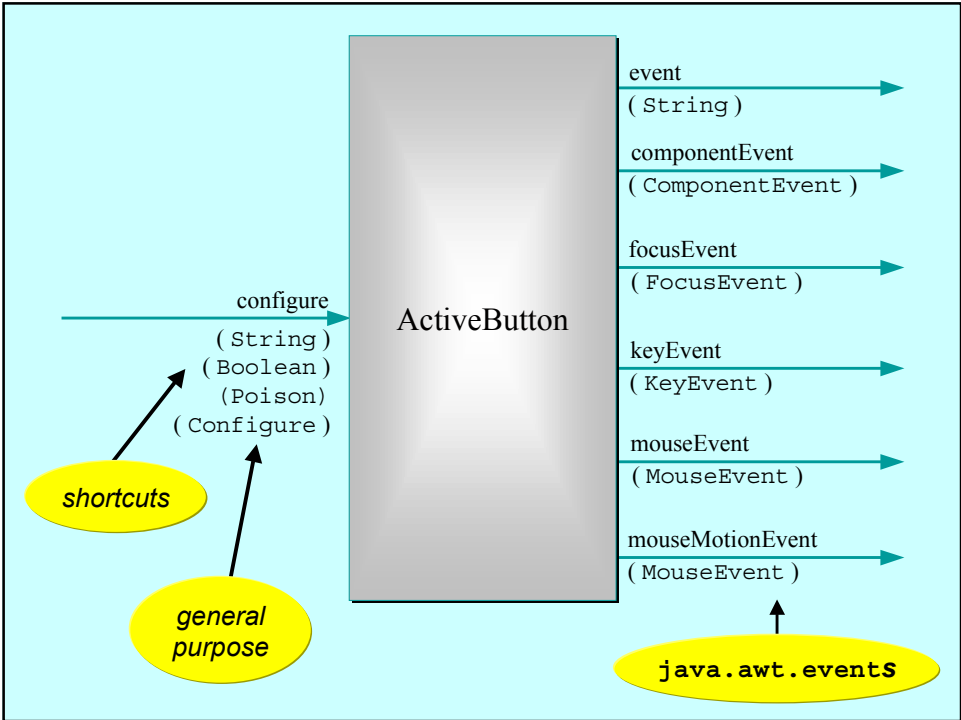 event
( String )
componentEvent
( ComponentEvent )
focusEvent
( FocusEvent )
configure
( String )
( Boolean )
(Poison)
( Configure )
ActiveButton
keyEvent
( KeyEvent )
mouseEvent
( MouseEvent )
mouseMotionEvent
( MouseEvent )
shortcuts
general
purpose
java.awt.events